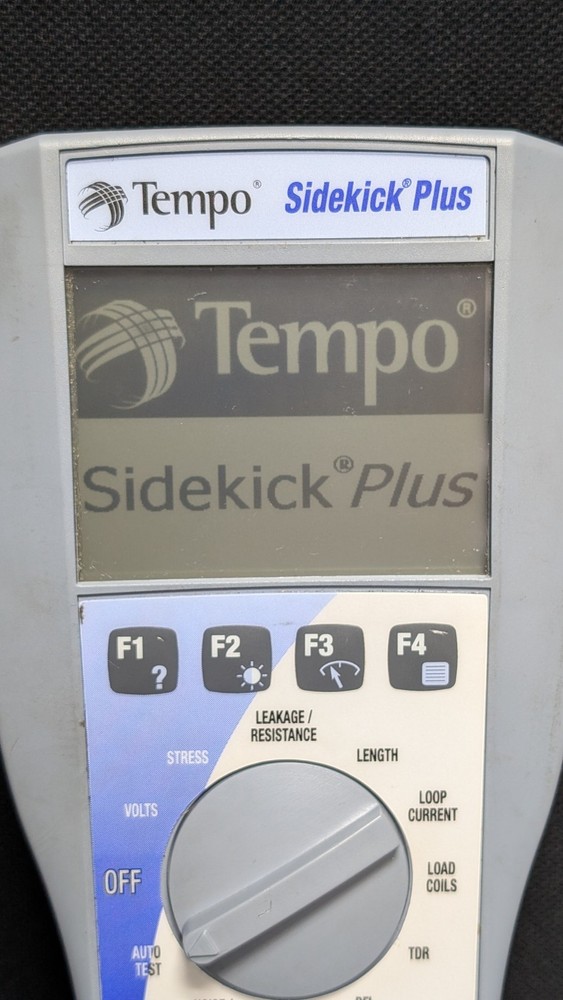 Tempo® Sidekick® Plus
Tempo®
Sidekick® Plus
F1 F2 F3 F4
?
LEAKAGE /
RESISTANCE
STRESS
LENGTH
VOLTS
LOOP
CURRENT
OFF
LOAD
COILS
AUTO
TEST
TDR